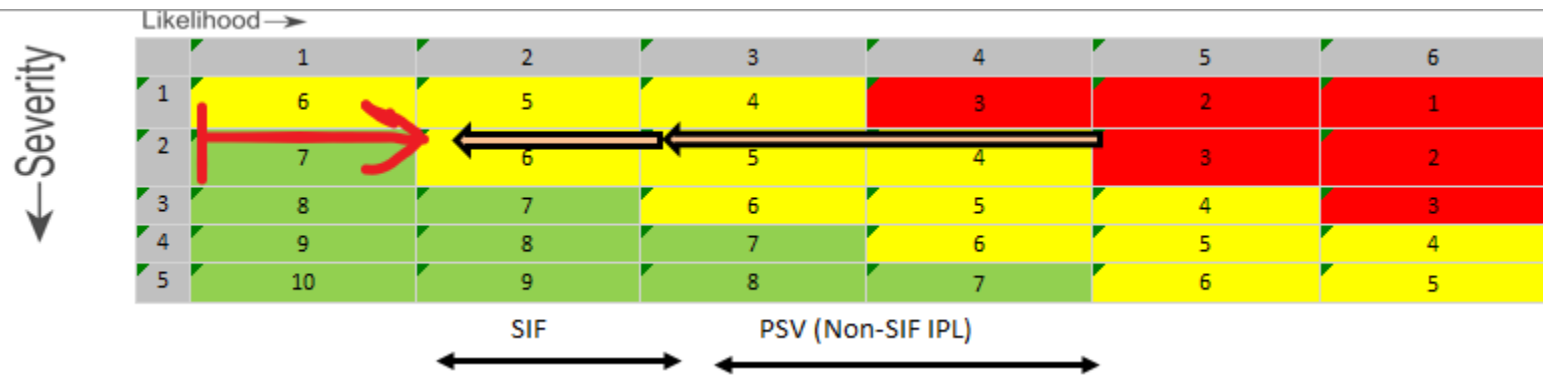 Likelihood
Severity
1 2 3 4 5 6
1 6 5 4 3 2 1
2 7 6 5 4 3 2
3 8 7 6 5 4 3
4 9 8 7 6 5 4
5 10 9 8 7 6 5
SIF PSV (Non-SIF IPL)